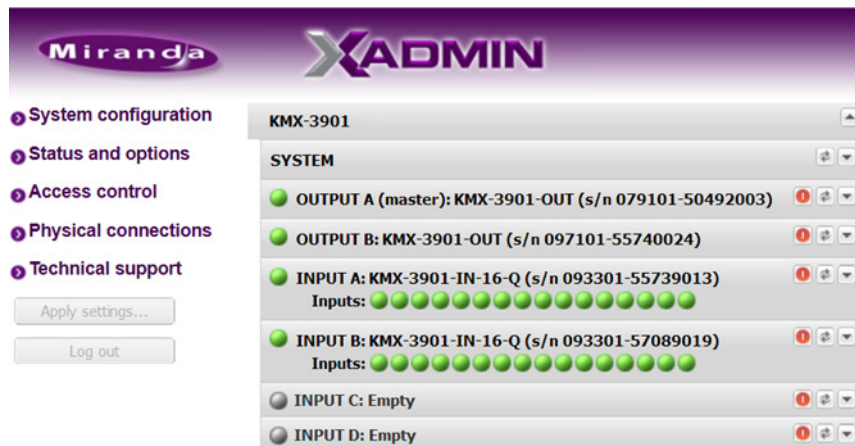 Miranda
XADMIN
System configuration
Status and options
Access control
Physical connections
Technical support
Apply settings...
Log out
KMX-3901
SYSTEM
OUTPUT A (master): KMX-3901-OUT (s/n 079101-50492003)
OUTPUT B: KMX-3901-OUT (s/n 097101-55740024)
INPUT A: KMX-3901-IN-16-Q (s/n 093301-55739013)
Inputs:
INPUT B: KMX-3901-IN-16-Q (s/n 093301-57089019)
Inputs:
INPUT C: Empty
INPUT D: Empty